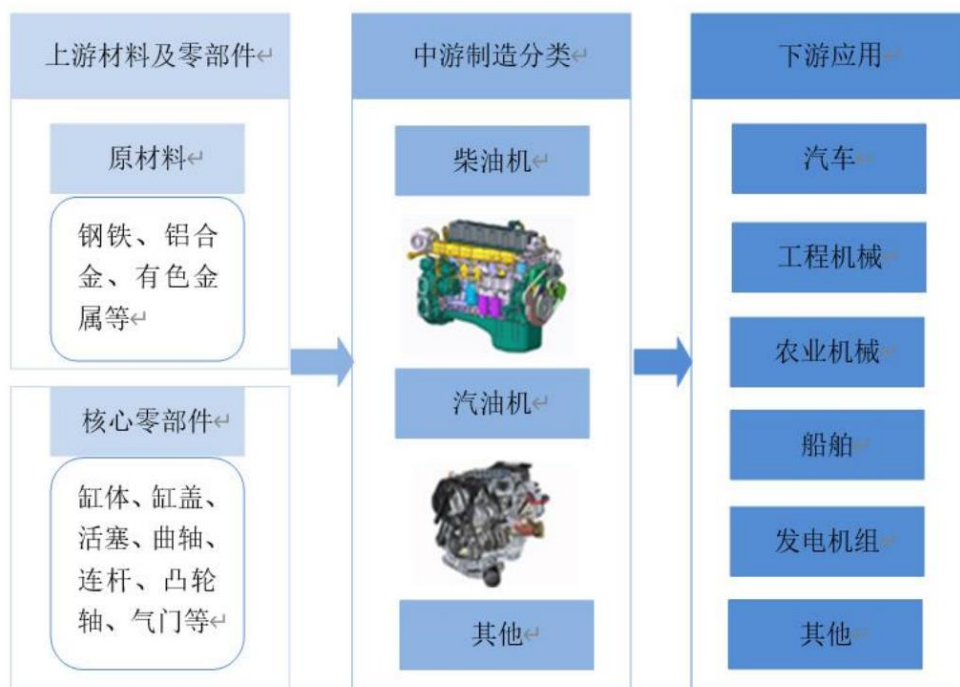 上游材料及零部件
原材料
钢铁、铝合
金、有色金
属等
核心零部件
缸体、缸盖、
活塞、曲轴、
连杆、凸轮
轴、气门等
中游制造分类
柴油机
汽油机
其他
下游应用
汽车
工程机械
农业机械
船舶
发电机组
其他